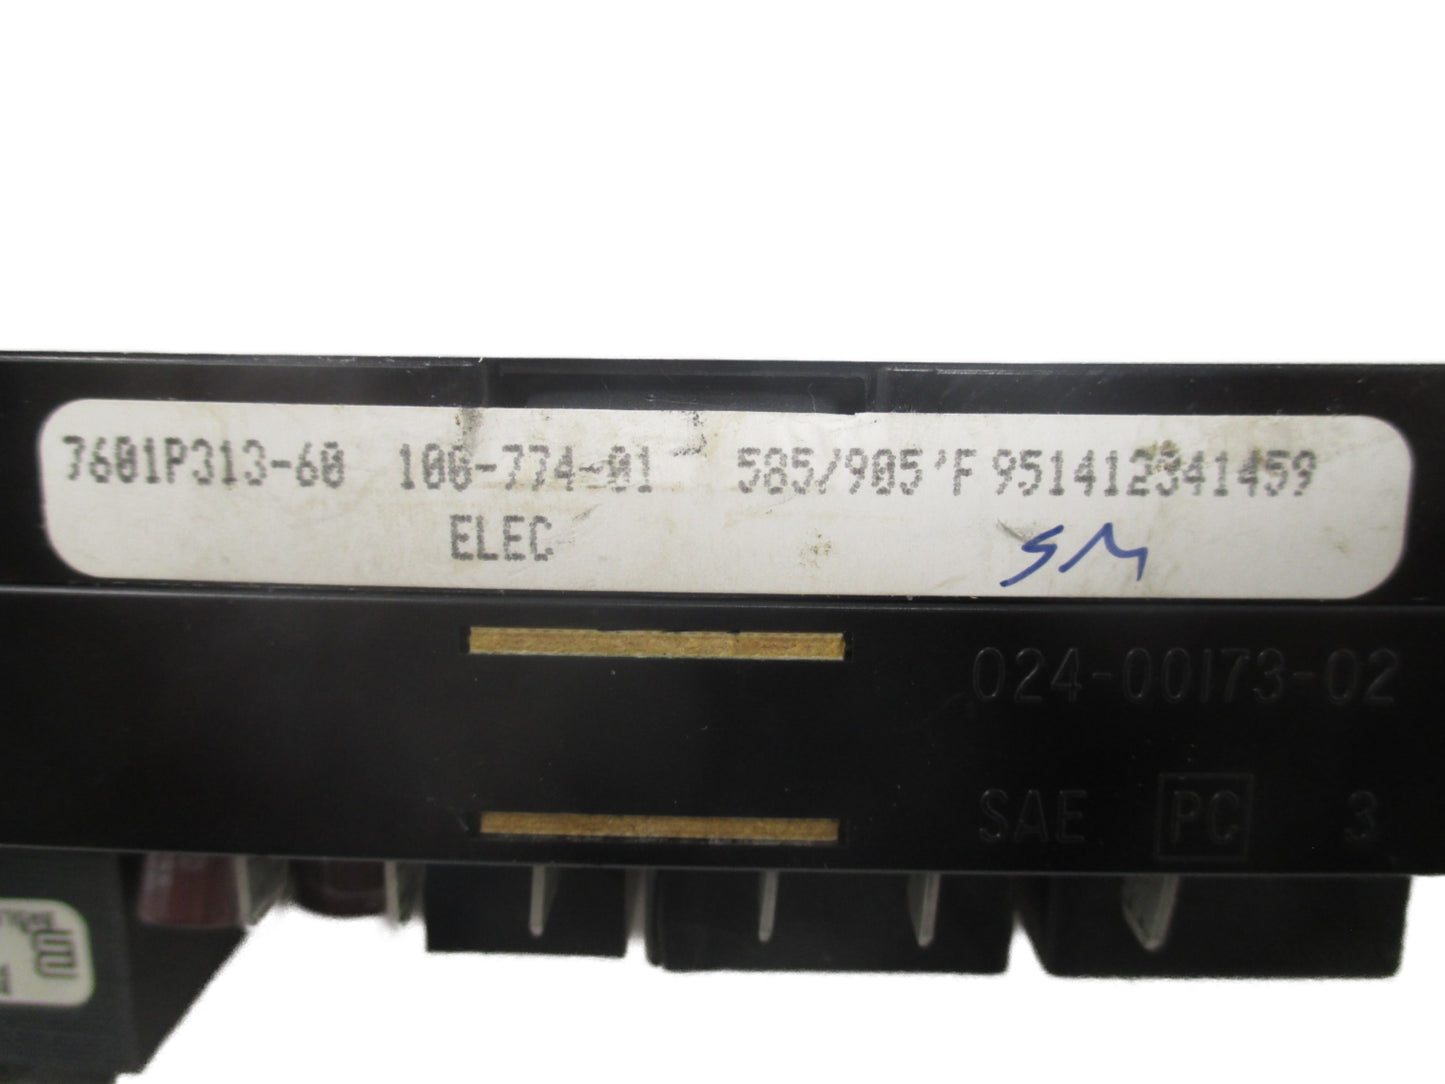 7601P313-60 100-774-01 585/905'F 951412341459
ELEC SM
024-00173-02
SAE PC 3